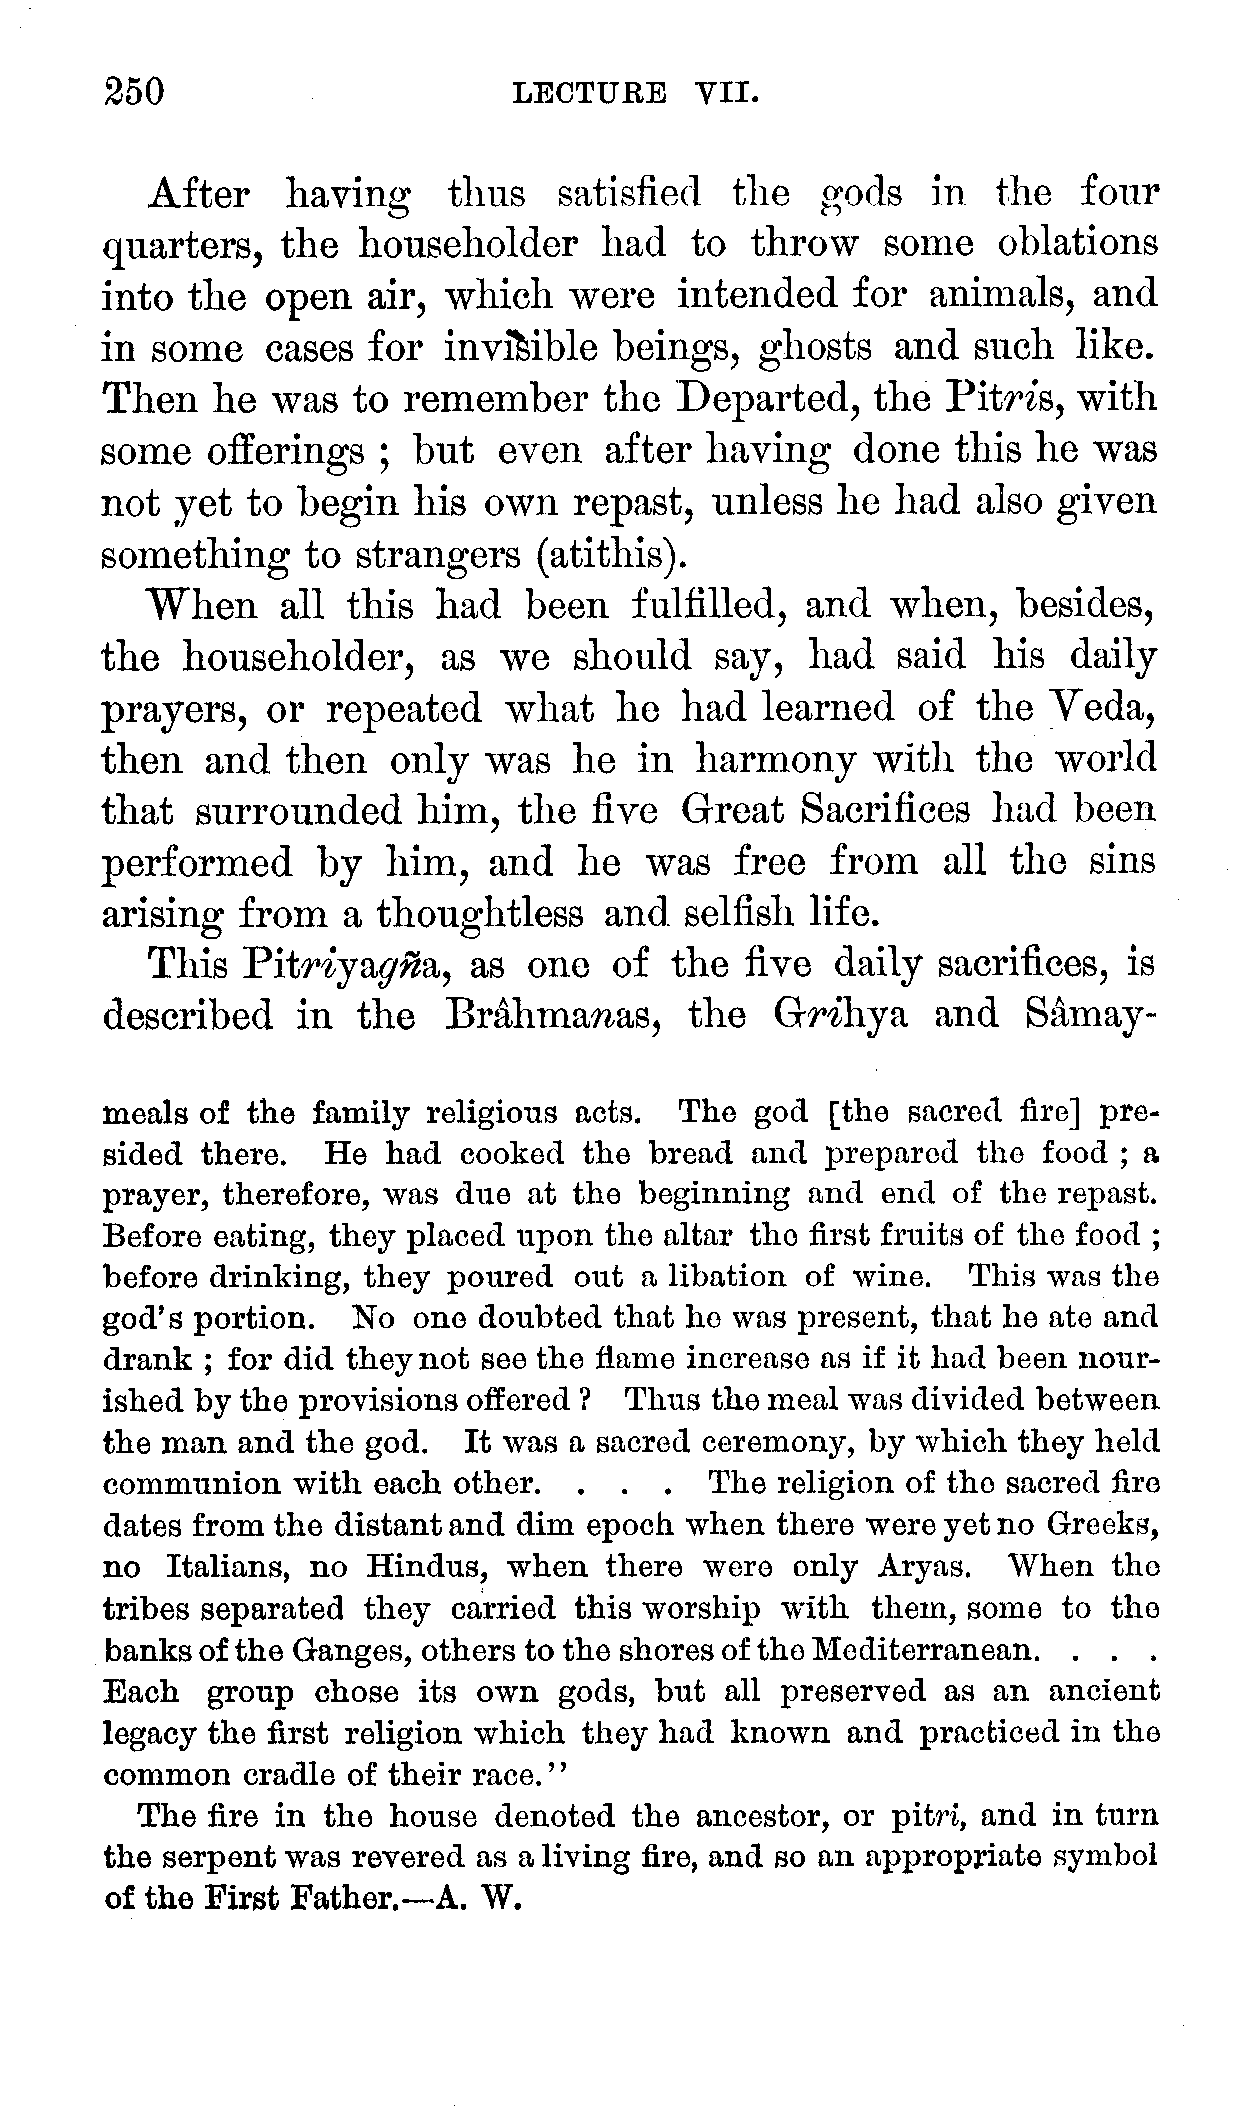 250 LECTURE VII.
After having thus satisfied the gods in the four
quarters, the householder had to throw some oblations
into the open air, which were intended for animals, and
in some cases for invisible beings, ghosts and such like.
Then he was to remember the Departed, the Pitris, with
some offerings ; but even after having done this he was
not yet to begin his own repast, unless he had also given
something to strangers (atithis).
When all this had been fulfilled, and when, besides,
the householder, as we should say, had said his daily
prayers, or repeated what he had learned of the Veda,
then and then only was he in harmony with the world
that surrounded him, the five Great Sacrifices had been
performed by him, and he was free from all the sins
arising from a thoughtless and selfish life.
This Pitriyagña, as one of the five daily sacrifices, is
described in the Brâhmanas, the Grihya and Sâmay-
meals of the family religious acts. The god [the sacred fire] pre-
sided there. He had cooked the bread and prepared the food ; a
prayer, therefore, was due at the beginning and end of the repast.
Before eating, they placed upon the altar the first fruits of the food ;
before drinking, they poured out a libation of wine. This was the
god's portion. No one doubted that he was present, that he ate and
drank ; for did they not see the flame increase as if it had been nour-
ished by the provisions offered ? Thus the meal was divided between
the man and the god. It was a sacred ceremony, by which they held
communion with each other. . . . The religion of the sacred fire
dates from the distant and dim epoch when there were yet no Greeks,
no Italians, no Hindus, when there were only Aryas. When the
tribes separated they carried this worship with them, some to the
banks of the Ganges, others to the shores of the Mediterranean. . . .
Each group chose its own gods, but all preserved as an ancient
legacy the first religion which they had known and practiced in the
common cradle of their race."
The fire in the house denoted the ancestor, or pitri, and in turn
the serpent was revered as a living fire, and so an appropriate symbol
of the First Father.—A. W.